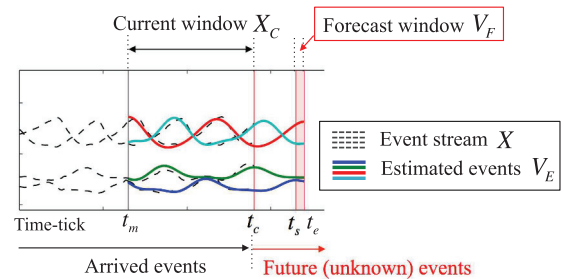 Current window X_C
Forecast window V_F
Event stream X
Estimated events V_E
Time-tick
t_m
t_c
t_s
t_e
Arrived events
Future (unknown) events